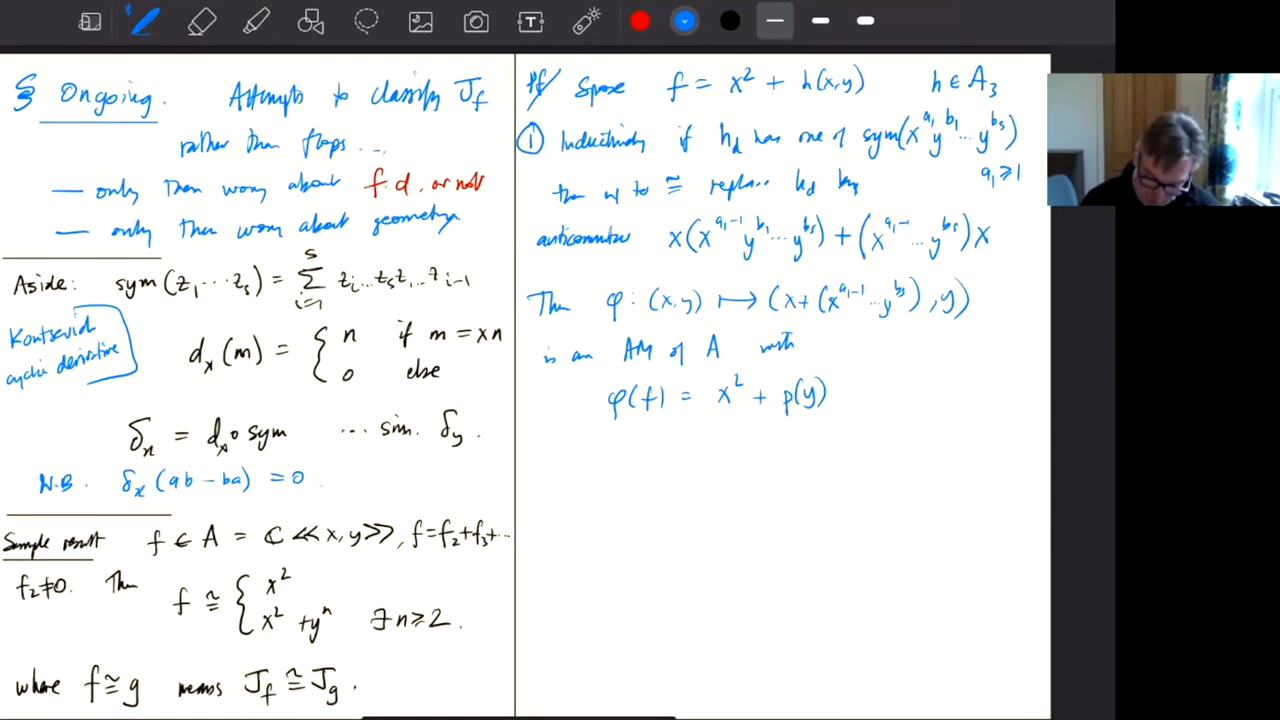 § Ongoing. Attempts to classify J_f
rather than flops ...
— only then worry about f.d. or not
— only then worry about geometry
Aside: sym(z_1 ... z_s) = \sum_{i=1}^{s} z_i ... z_s z_1 ... z_{i-1}
Kontsevich
cyclic derivative
d_x(m) = { n if m = xn
0 else
δ_x = d_x ∘ sym ... sim. δ_y.
N.B. δ_x(ab − ba) = 0.
Sample result f ∈ A = ℂ≪x, y≫, f = f_2 + f_3 + ...
f_2 ≠ 0. Then
f ≅ { x^2
x^2 + y^n ∃ n ≥ 2.
where f ≅ g means J_f ≅ J_g.
Pf/ Spose f = x^2 + h(x,y) h ∈ A_3
① Inductively if h_d has one of sym(x^{a_1} y^{b_1} ... y^{b_s})
a_1 ≥ 1
then up to ≅ replace h_d by
anticommutator x(x^{a_1-1} y^{b_1} ... y^{b_s}) + (x^{a_1-1} ... y^{b_s})x
Then φ: (x,y) ↦ (x + (x^{a_1-1} ... y^{b_s}), y)
is an AM of A with
φ(f) = x^2 + p(y)